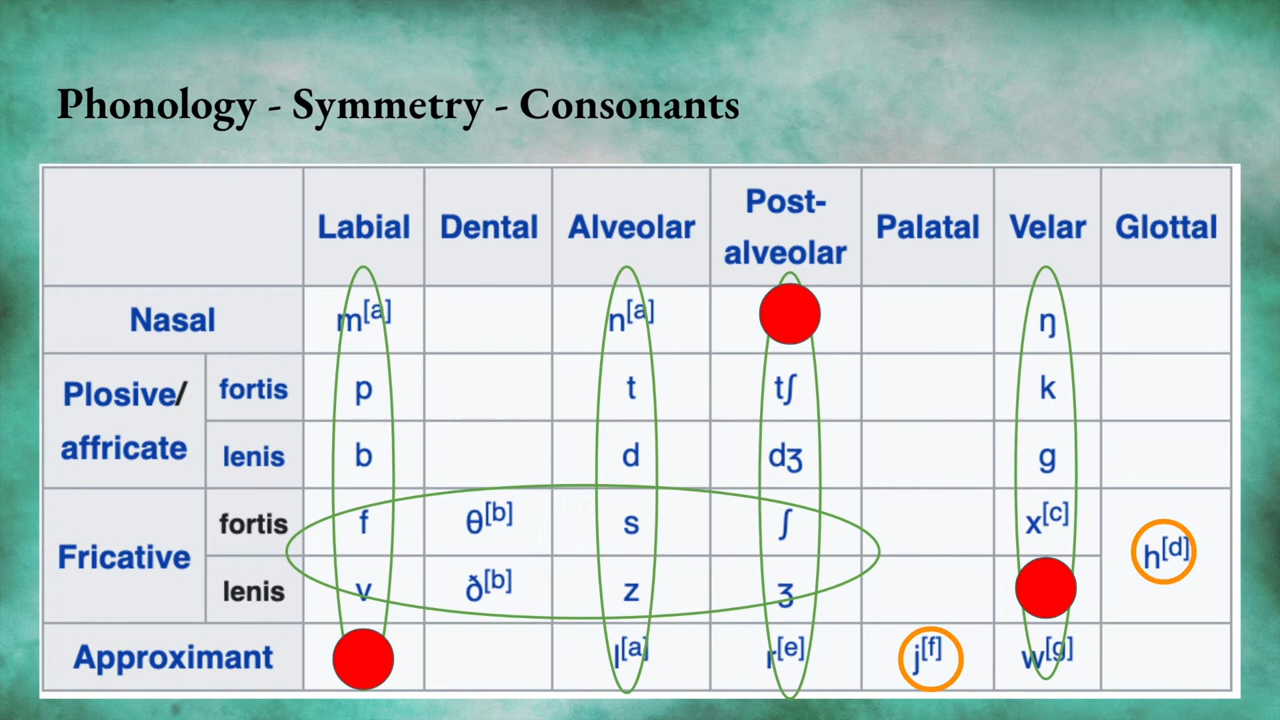 Phonology - Symmetry - Consonants
Labial Dental Alveolar Post-alveolar Palatal Velar Glottal
Nasal m[a] n[a] ŋ
Plosive/affricate fortis p t tʃ k
lenis b d dʒ g
Fricative fortis f θ[b] s ʃ x[c] h[d]
lenis v ð[b] z ʒ
Approximant l[a] r[e] j[f] w[g]